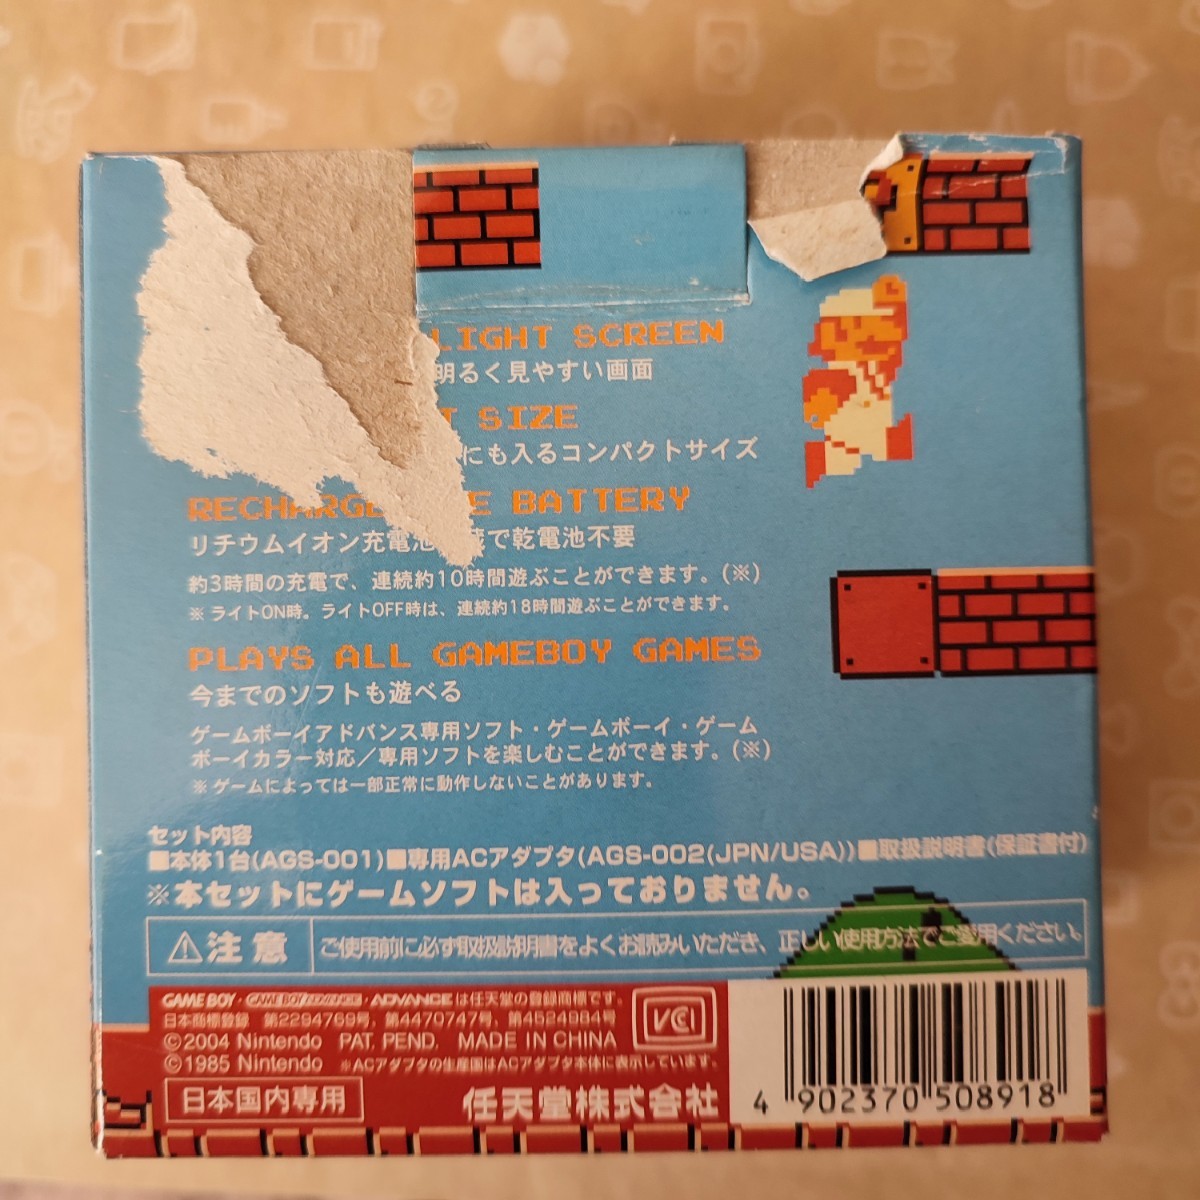 LIGHT SCREEN
明るく見やすい画面
SIZE
にも入るコンパクトサイズ
BATTERY
リチウムイオン充電池 で乾電池不要
約3時間の充電で、連続約10時間遊ぶことができます。(※)
※ ライトON時。ライトOFF時は、連続約18時間遊ぶことができます。
PLAYS ALL GAMEBOY GAMES
今までのソフトも遊べる
ゲームボーイアドバンス専用ソフト・ゲームボーイ・ゲーム
ボーイカラー対応/専用ソフトを楽しむことができます。(※)
※ ゲームによっては一部正常に動作しないことがあります。
セット内容
■本体1台(AGS-001)■専用ACアダプタ(AGS-002(JPN/USA))■取扱説明書(保証書付)
※本セットにゲームソフトは入っておりません。
⚠注意 ご使用前に必ず取扱説明書をよくお読みいただき、正しい使用方法でご愛用ください。
GAME BOY・GAME BOY ADVANCE・ADVANCEは任天堂の登録商標です。
日本商標登録 第2294769号, 第4470747号, 第4524984号
©2004 Nintendo PAT. PEND. MADE IN CHINA
©1985 Nintendo ※ACアダプタの生産国はACアダプタ本体に表示しています。
VCCI
日本国内専用
任天堂株式会社
4 902370 508918